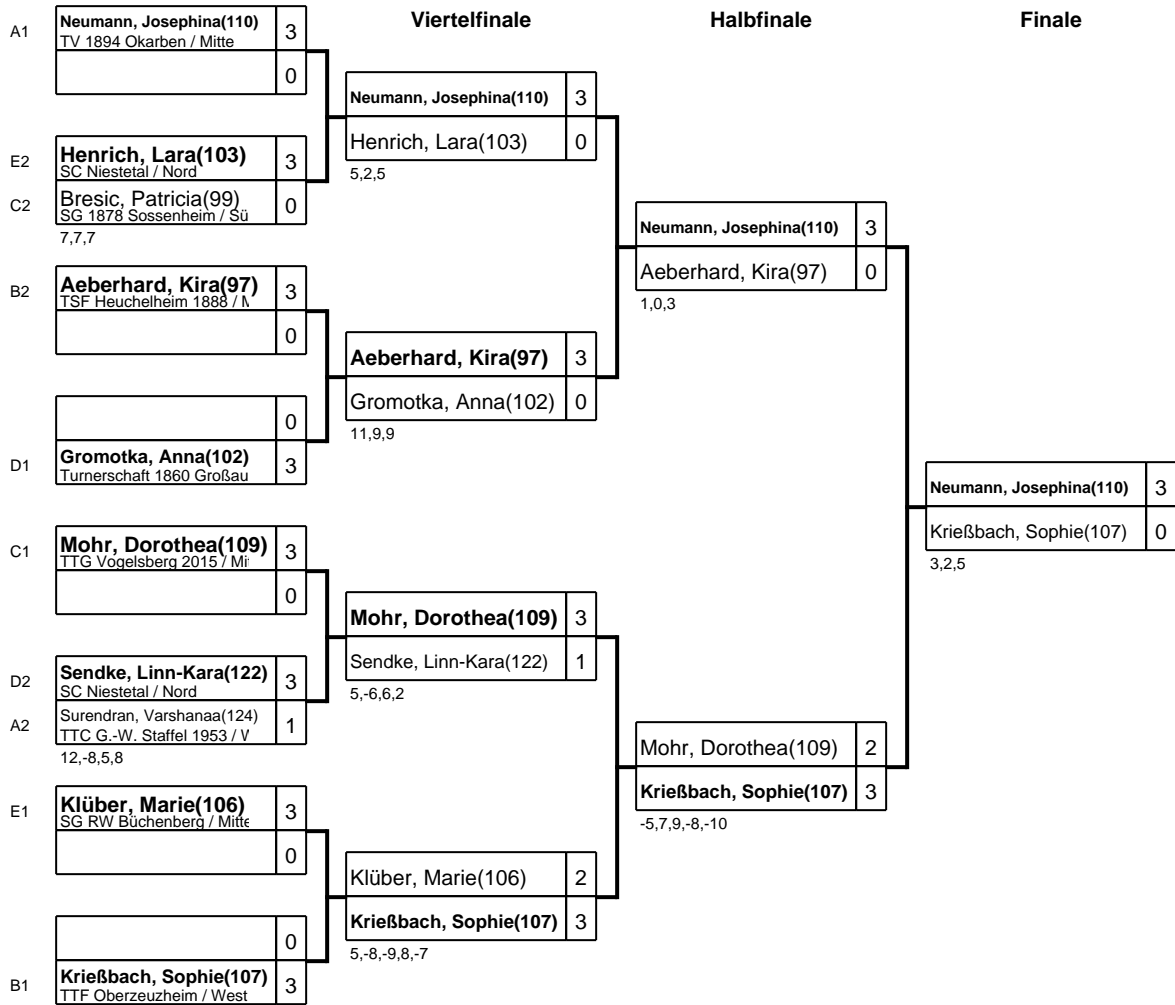 Viertelfinale
Halbfinale
Finale
A1
Neumann, Josephina(110)
3
TV 1894 Okarben / Mitte
0
E2
Henrich, Lara(103)
3
SC Niestetal / Nord
C2
Bresic, Patricia(99)
0
SG 1878 Sossenheim / Sü
7,7,7
B2
Aeberhard, Kira(97)
3
TSF Heuchelheim 1888 / M
0
0
D1
Gromotka, Anna(102)
3
Turnerschaft 1860 Großau
C1
Mohr, Dorothea(109)
3
TTG Vogelsberg 2015 / Mit
0
D2
Sendke, Linn-Kara(122)
3
SC Niestetal / Nord
A2
Surendran, Varshanaa(124)
1
TTC G.-W. Staffel 1953 / W
12,-8,5,8
E1
Klüber, Marie(106)
3
SG RW Büchenberg / Mitte
0
0
B1
Krießbach, Sophie(107)
3
TTF Oberzeuzheim / West
Neumann, Josephina(110)
3
Henrich, Lara(103)
0
5,2,5
Aeberhard, Kira(97)
3
Gromotka, Anna(102)
0
11,9,9
Mohr, Dorothea(109)
3
Sendke, Linn-Kara(122)
1
5,-6,6,2
Klüber, Marie(106)
2
Krießbach, Sophie(107)
3
5,-8,-9,8,-7
Neumann, Josephina(110)
3
Aeberhard, Kira(97)
0
1,0,3
Mohr, Dorothea(109)
2
Krießbach, Sophie(107)
3
-5,7,9,-8,-10
Neumann, Josephina(110)
3
Krießbach, Sophie(107)
0
3,2,5